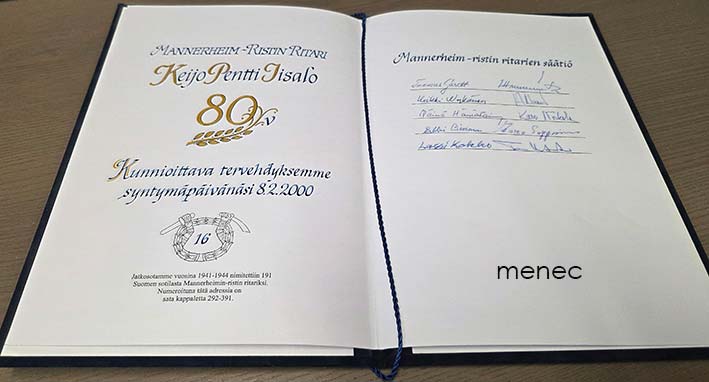 MANNERHEIM-RISTIN RITARI
Keijo Pentti Iisalo
80 v
Kunnioittava tervehdyksemme
syntymäpäivänäsi 8.2.2000
16
Jatkosotamme vuosina 1941-1944 nimitettiin 191
Suomen sotilasta Mannerheimin-ristin ritariksi.
Numeroituna tätä adressia on
sata kappaletta 292-391.
Mannerheim-ristin ritarien säätiö
menec